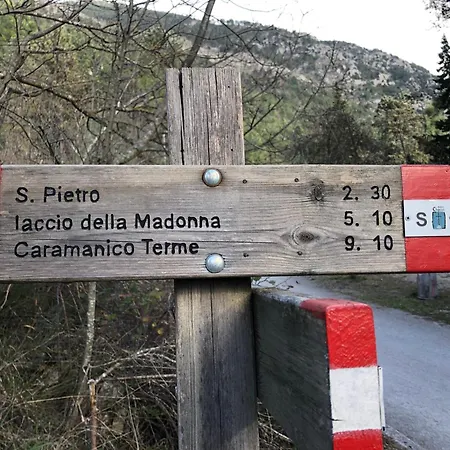 S. Pietro 2. 30
Iaccio della Madonna 5. 10
Caramanico Terme 9. 10
S